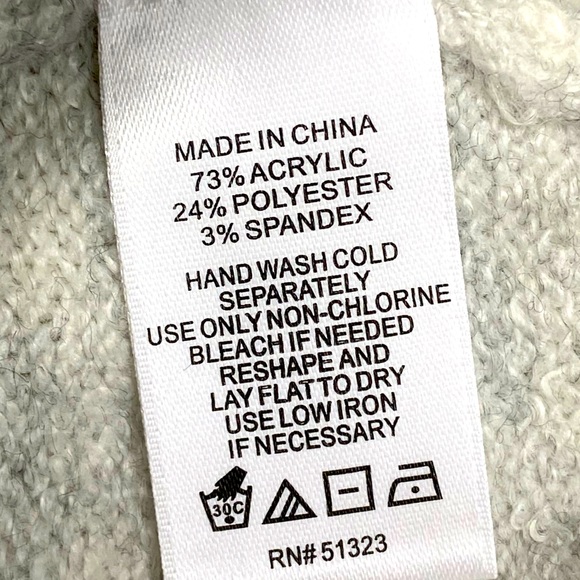 MADE IN CHINA
73% ACRYLIC
24% POLYESTER
3% SPANDEX
HAND WASH COLD
SEPARATELY
USE ONLY NON-CHLORINE
BLEACH IF NEEDED
RESHAPE AND
LAY FLAT TO DRY
USE LOW IRON
IF NECESSARY
30C
RN# 51323